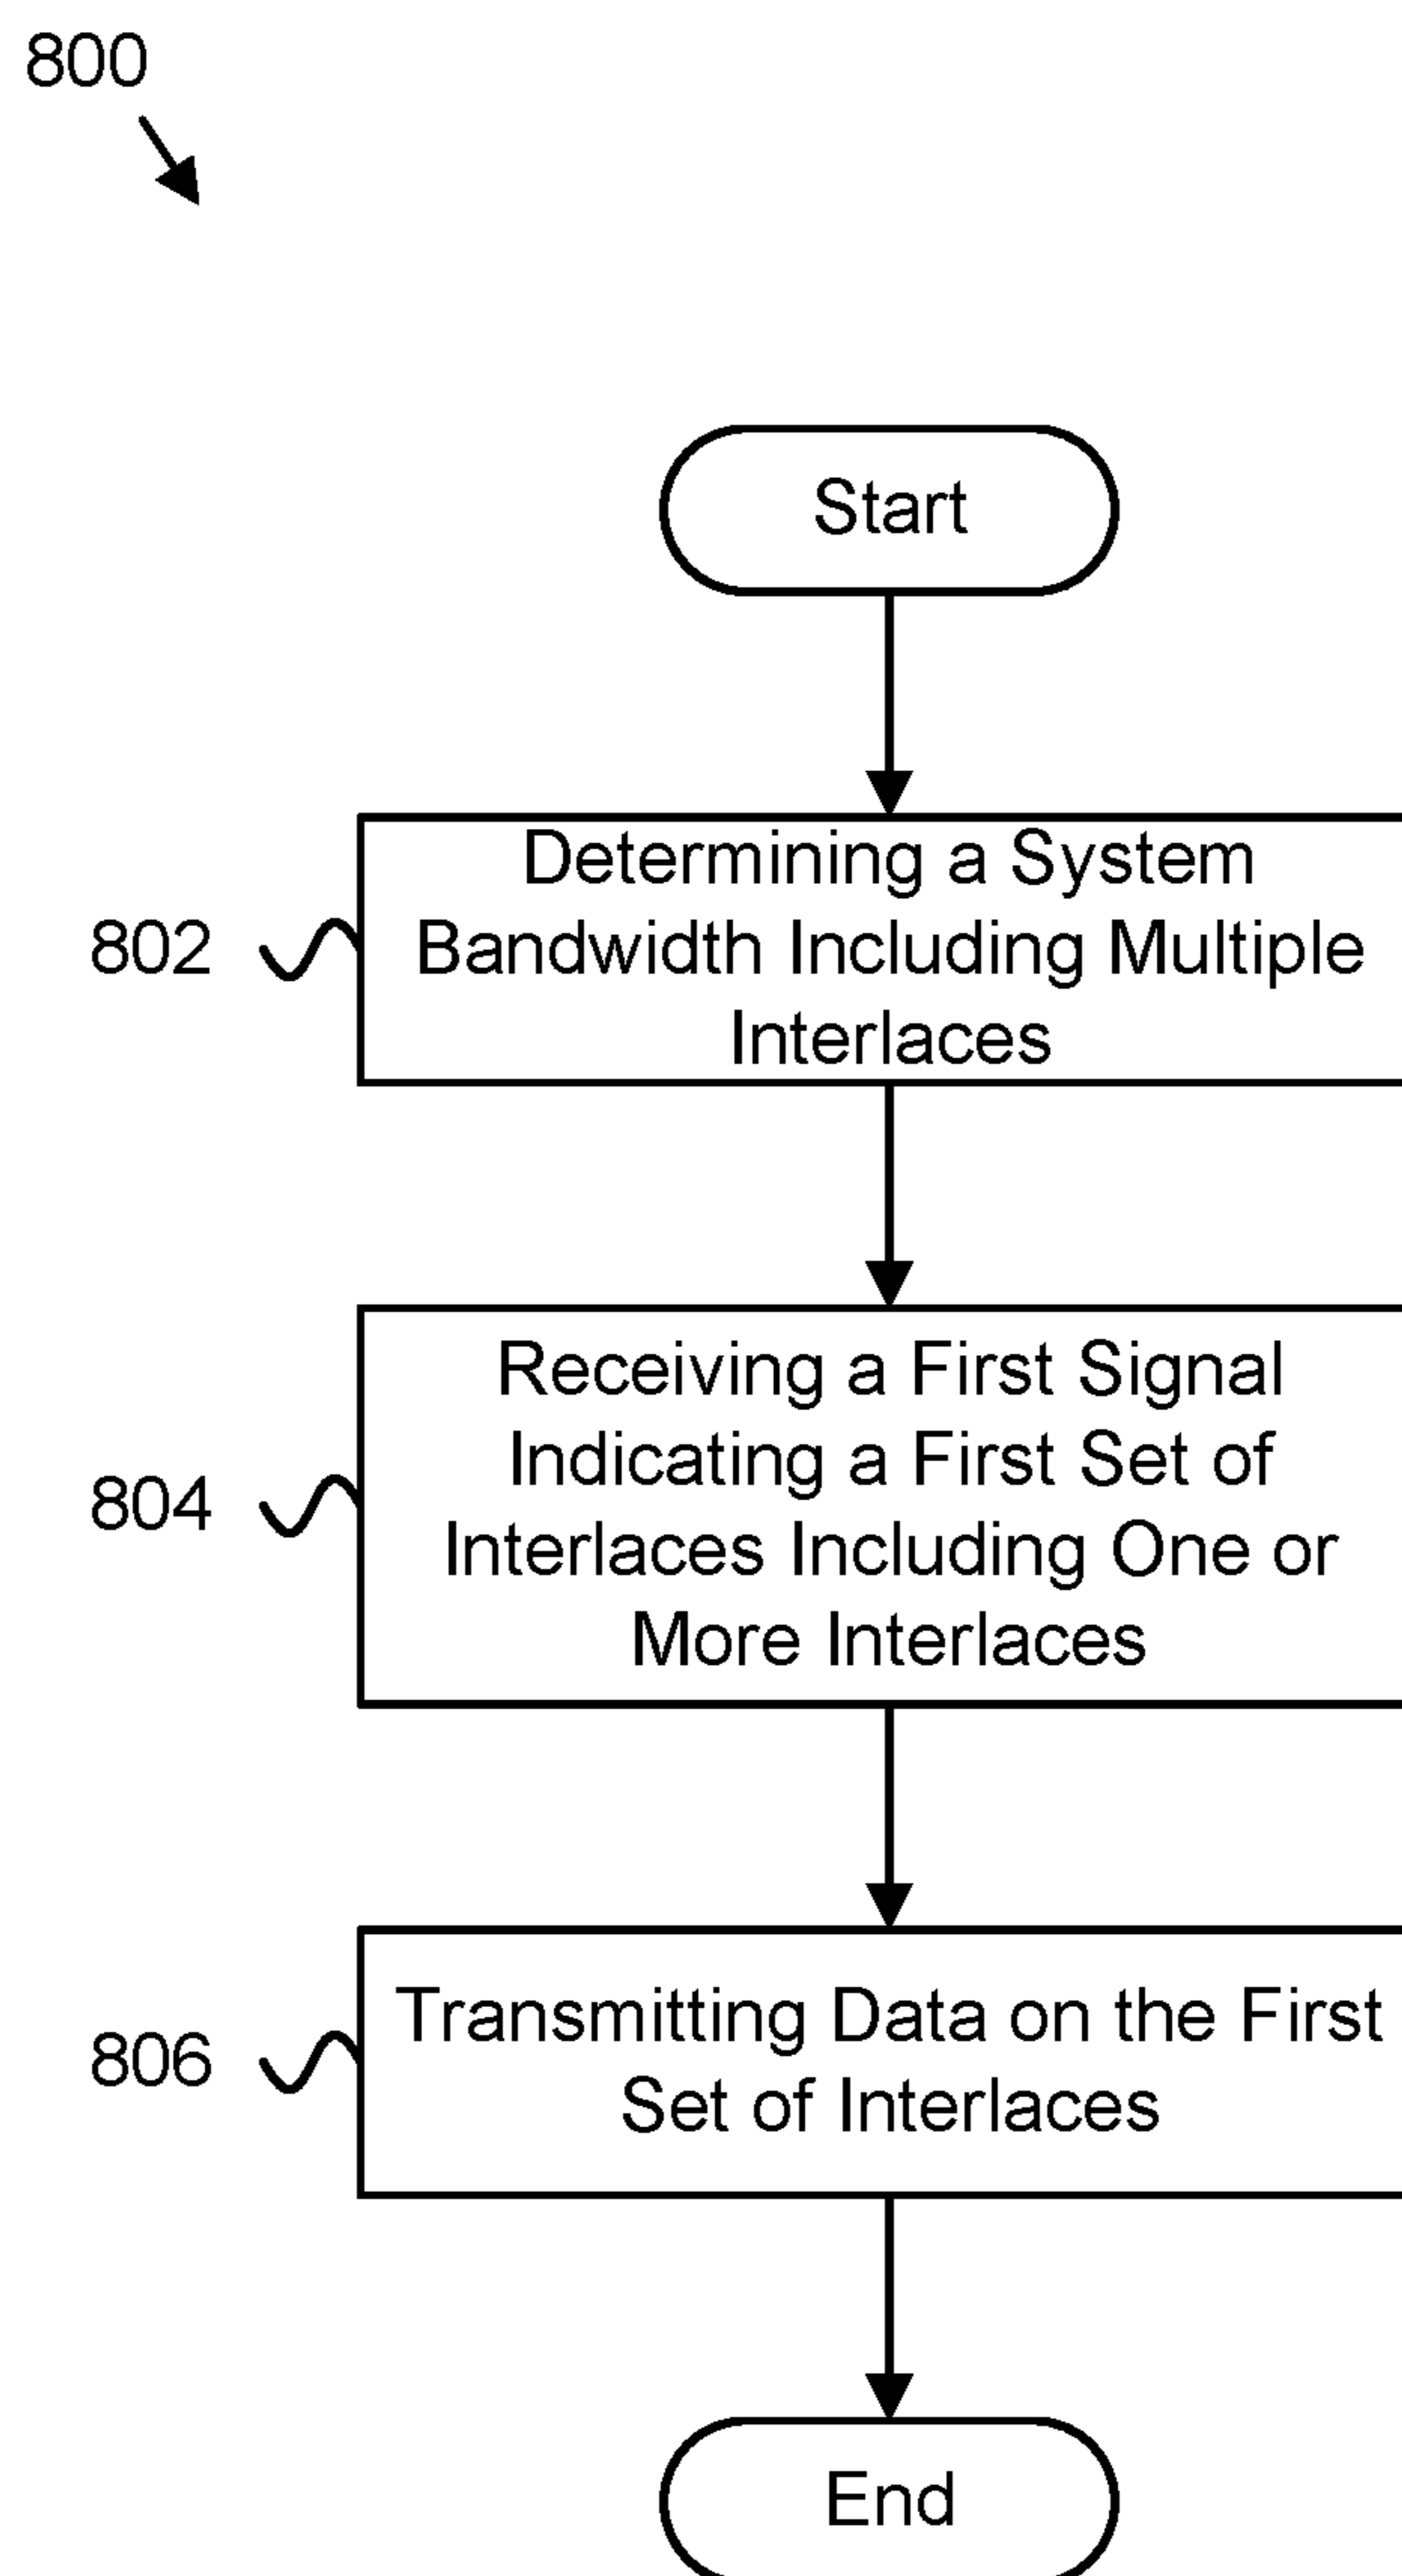 800
Start
802
Determining a System
Bandwidth Including Multiple
Interlaces
804
Receiving a First Signal
Indicating a First Set of
Interlaces Including One or
More Interlaces
806
Transmitting Data on the First
Set of Interlaces
End